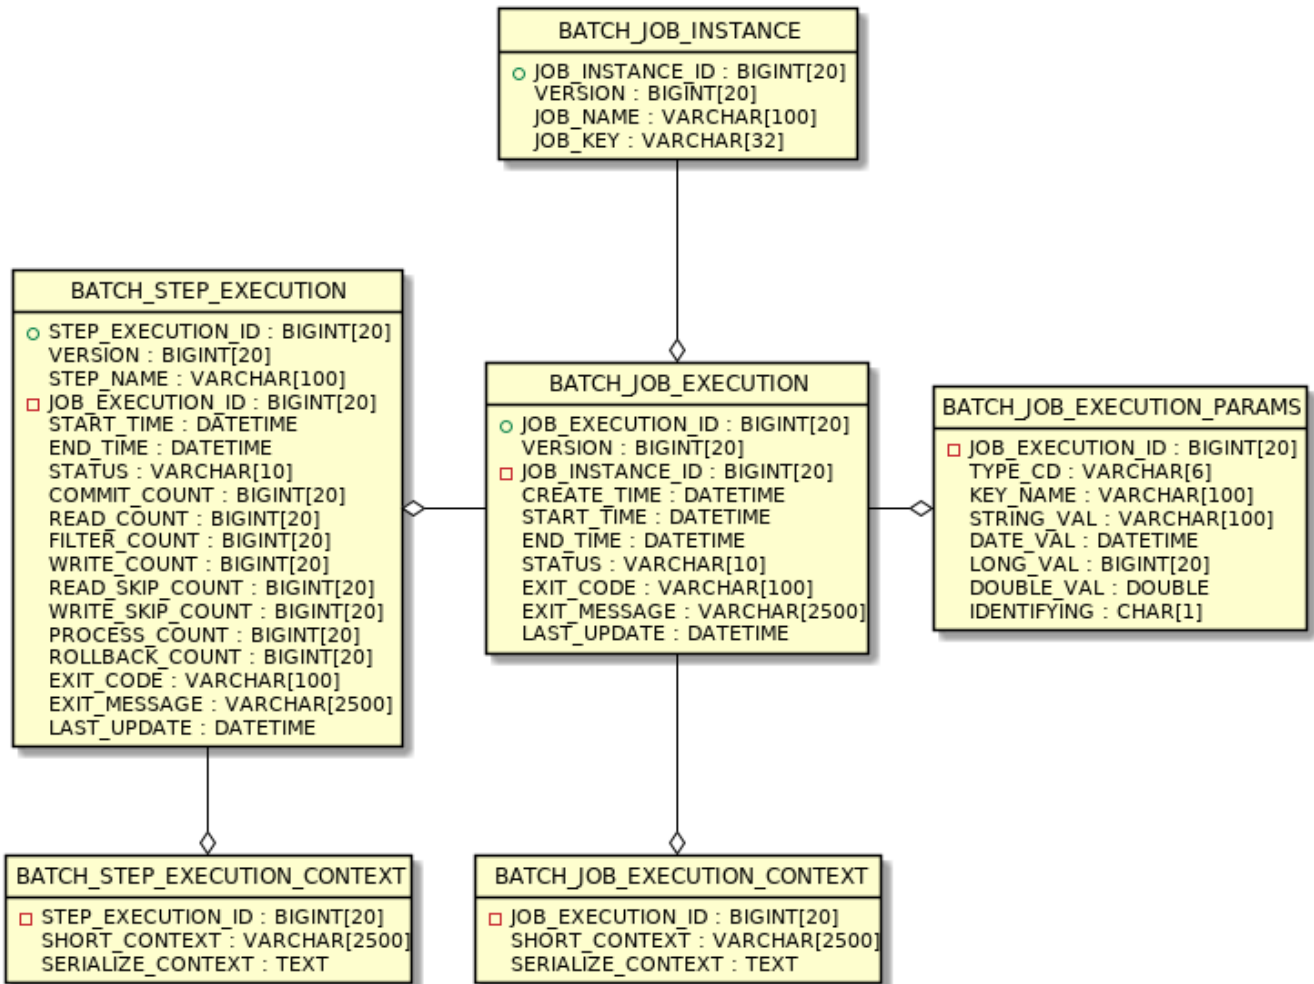 BATCH_JOB_INSTANCE
JOB_INSTANCE_ID : BIGINT[20]
VERSION : BIGINT[20]
JOB_NAME : VARCHAR[100]
JOB_KEY : VARCHAR[32]
BATCH_STEP_EXECUTION
STEP_EXECUTION_ID : BIGINT[20]
VERSION : BIGINT[20]
STEP_NAME : VARCHAR[100]
JOB_EXECUTION_ID : BIGINT[20]
START_TIME : DATETIME
END_TIME : DATETIME
STATUS : VARCHAR[10]
COMMIT_COUNT : BIGINT[20]
READ_COUNT : BIGINT[20]
FILTER_COUNT : BIGINT[20]
WRITE_COUNT : BIGINT[20]
READ_SKIP_COUNT : BIGINT[20]
WRITE_SKIP_COUNT : BIGINT[20]
PROCESS_COUNT : BIGINT[20]
ROLLBACK_COUNT : BIGINT[20]
EXIT_CODE : VARCHAR[100]
EXIT_MESSAGE : VARCHAR[2500]
LAST_UPDATE : DATETIME
BATCH_JOB_EXECUTION
JOB_EXECUTION_ID : BIGINT[20]
VERSION : BIGINT[20]
JOB_INSTANCE_ID : BIGINT[20]
CREATE_TIME : DATETIME
START_TIME : DATETIME
END_TIME : DATETIME
STATUS : VARCHAR[10]
EXIT_CODE : VARCHAR[100]
EXIT_MESSAGE : VARCHAR[2500]
LAST_UPDATE : DATETIME
BATCH_JOB_EXECUTION_PARAMS
JOB_EXECUTION_ID : BIGINT[20]
TYPE_CD : VARCHAR[6]
KEY_NAME : VARCHAR[100]
STRING_VAL : VARCHAR[100]
DATE_VAL : DATETIME
LONG_VAL : BIGINT[20]
DOUBLE_VAL : DOUBLE
IDENTIFYING : CHAR[1]
BATCH_STEP_EXECUTION_CONTEXT
STEP_EXECUTION_ID : BIGINT[20]
SHORT_CONTEXT : VARCHAR[2500]
SERIALIZE_CONTEXT : TEXT
BATCH_JOB_EXECUTION_CONTEXT
JOB_EXECUTION_ID : BIGINT[20]
SHORT_CONTEXT : VARCHAR[2500]
SERIALIZE_CONTEXT : TEXT